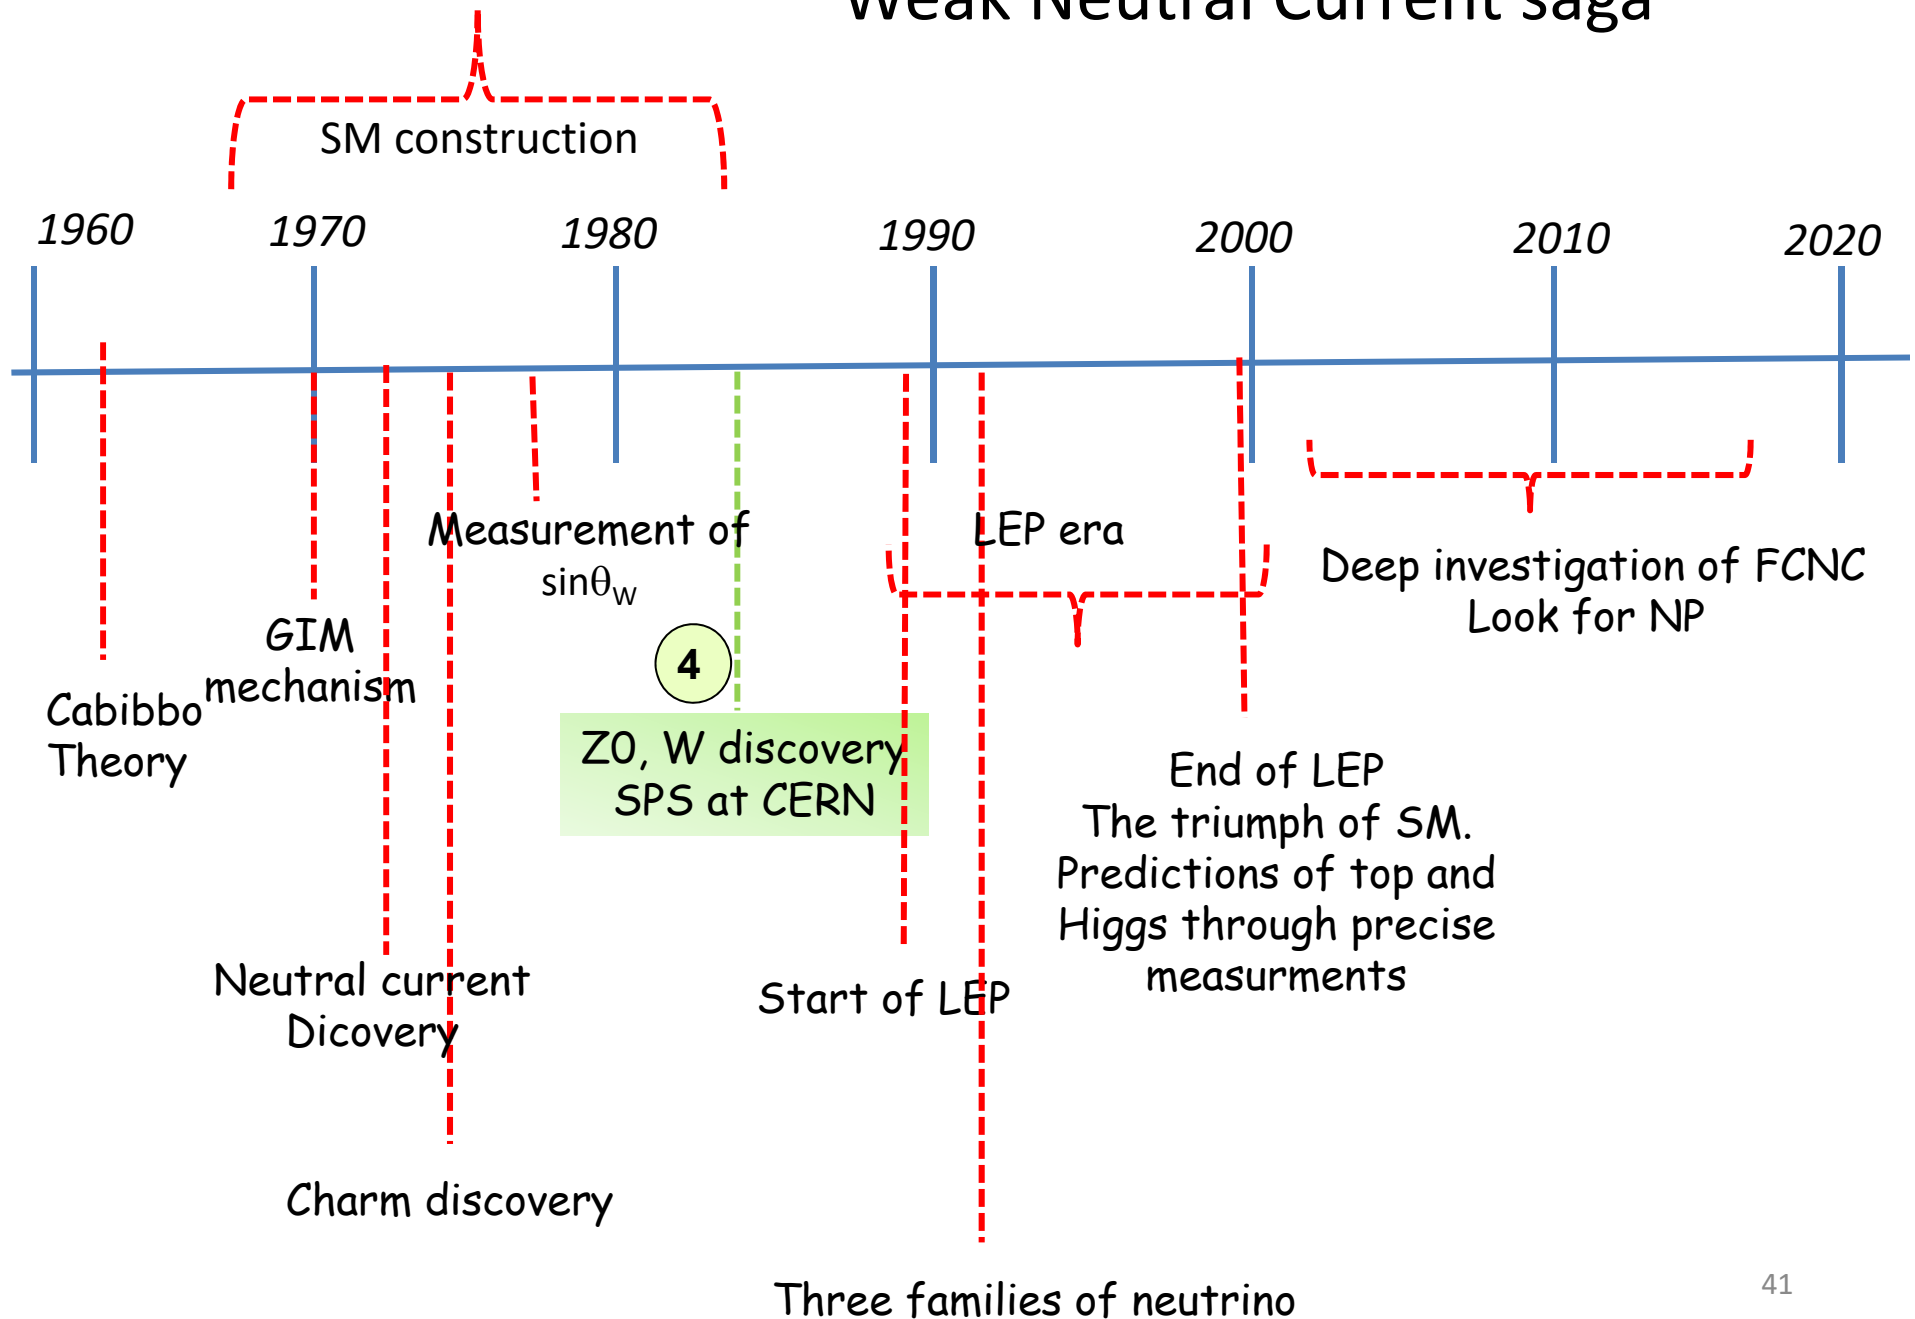 Weak Neutral Current saga
SM construction
1960 1970 1980 1990 2000 2010 2020
Measurement of
sinθW
LEP era
Deep investigation of FCNC
Look for NP
GIM
mechanism
4
Cabibbo
Theory
Z0, W discovery
SPS at CERN
End of LEP
The triumph of SM.
Predictions of top and
Higgs through precise
measurments
Neutral current
Dicovery
Start of LEP
Charm discovery
Three families of neutrino
41